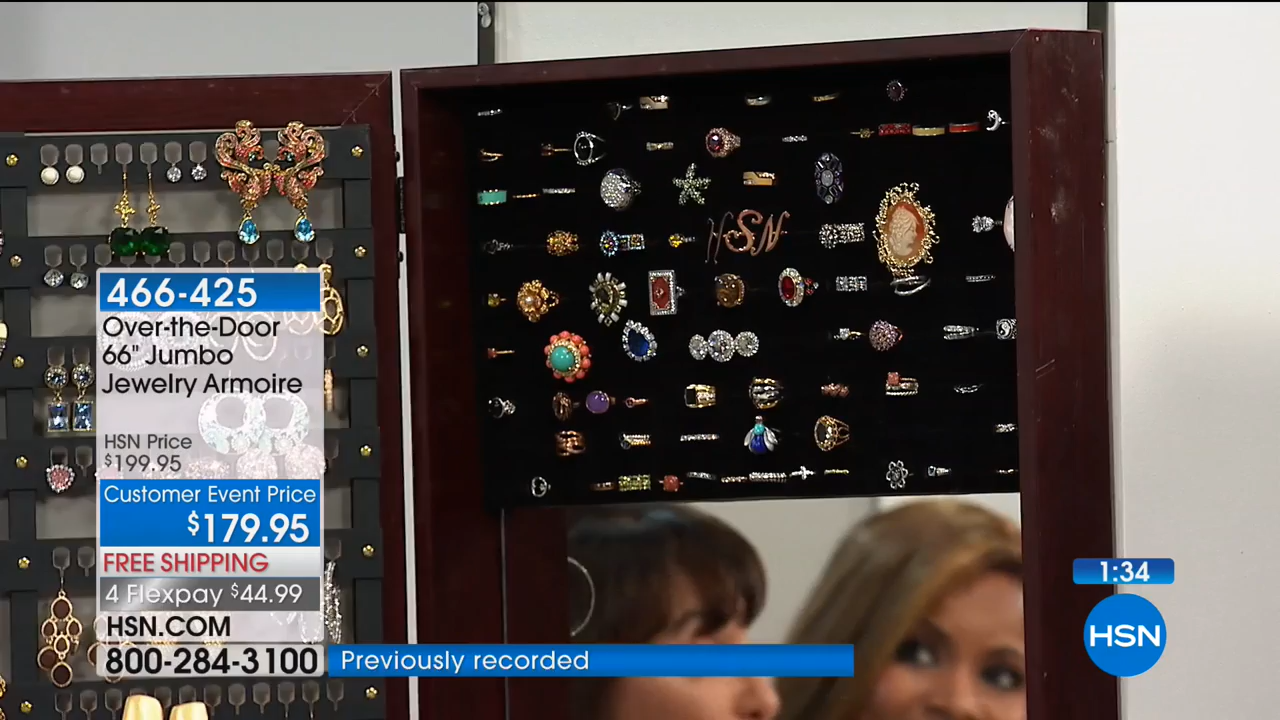 HSN
466-425
Over-the-Door
66" Jumbo
Jewelry Armoire
HSN Price
$199.95
Customer Event Price
$179.95
FREE SHIPPING
4 Flexpay $44.99
HSN.COM
800-284-3100
Previously recorded
1:34
HSN